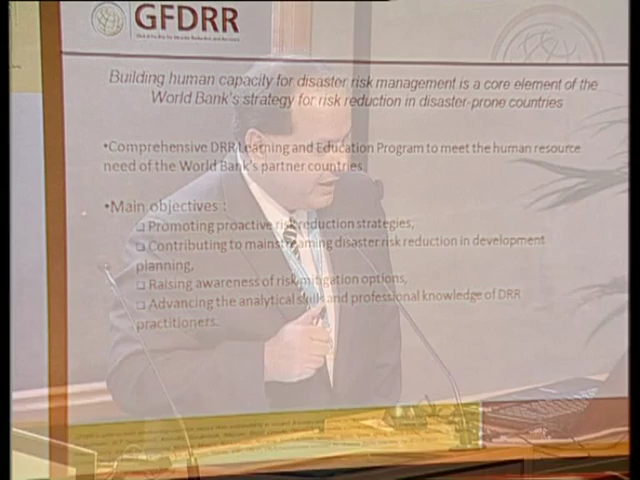 GFDRR
Building human capacity for disaster risk management is a core element of the
World Bank's strategy for risk reduction in disaster-prone countries
•Comprehensive DRR Learning and Education Program to meet the human resource
need of the World Bank's partner countries
•Main objectives :
❑ Promoting proactive risk reduction strategies,
❑ Contributing to mainstreaming disaster risk reduction in development
planning,
❑ Raising awareness of risk mitigation options,
❑ Advancing the analytical skills and professional knowledge of DRR
practitioners.